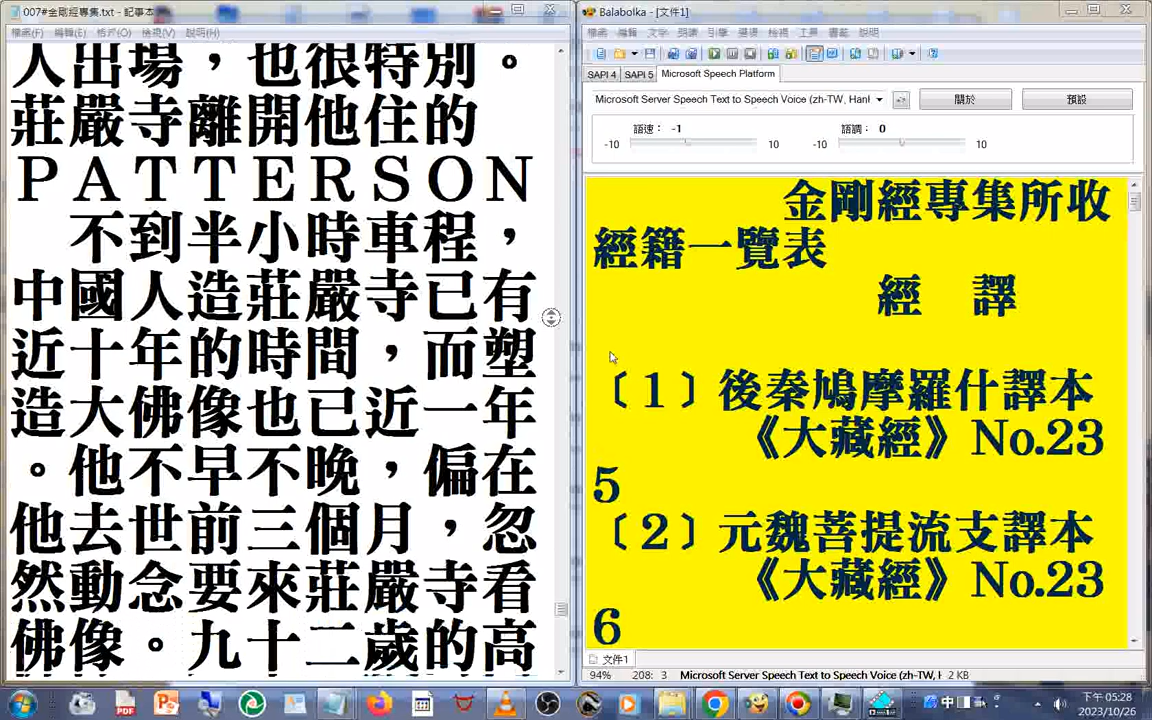 007#金剛經專集.txt - 記事本
檔案(F) 編輯(E) 格式(O) 檢視(V) 說明(H)
人出場，也很特別。
莊嚴寺離開他住的
ＰＡＴＴＥＲＳＯＮ
不到半小時車程，
中國人造莊嚴寺已有
近十年的時間，而塑
造大佛像也已近一年
。他不早不晚，偏在
他去世前三個月，忽
然動念要來莊嚴寺看
佛像。九十二歲的高
Balabolka - [文件1]
檔案 編輯 文字 朗讀 引擎 選項 檢視 工具 書籤 說明
SAPI 4 SAPI 5 Microsoft Speech Platform
Microsoft Server Speech Text to Speech Voice (zh-TW, Han
關於 預設
語速： -1 語調： 0
-10 10 -10 10
金剛經專集所收
經籍一覽表
經　譯
〔１〕後秦鳩摩羅什譯本
《大藏經》No.23
5
〔２〕元魏菩提流支譯本
《大藏經》No.23
6
文件1
94% 208: 3 Microsoft Server Speech Text to Speech Voice (zh-TW, H 2 KB
PDF
中
下午 05:28
2023/10/26